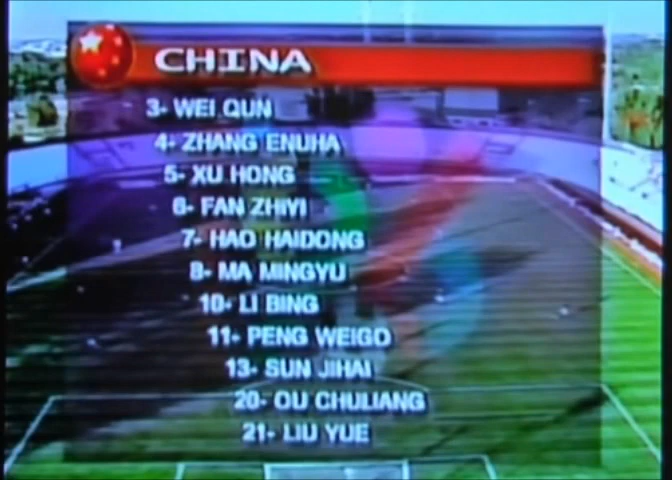 CHINA
3- WEI QUN
4- ZHANG ENUHA
5- XU HONG
6- FAN ZHIYI
7- HAO HAIDONG
8- MA MINGYU
10- LI BING
11- PENG WEIGO
13- SUN JIHAI
20- OU CHULIANG
21- LIU YUE